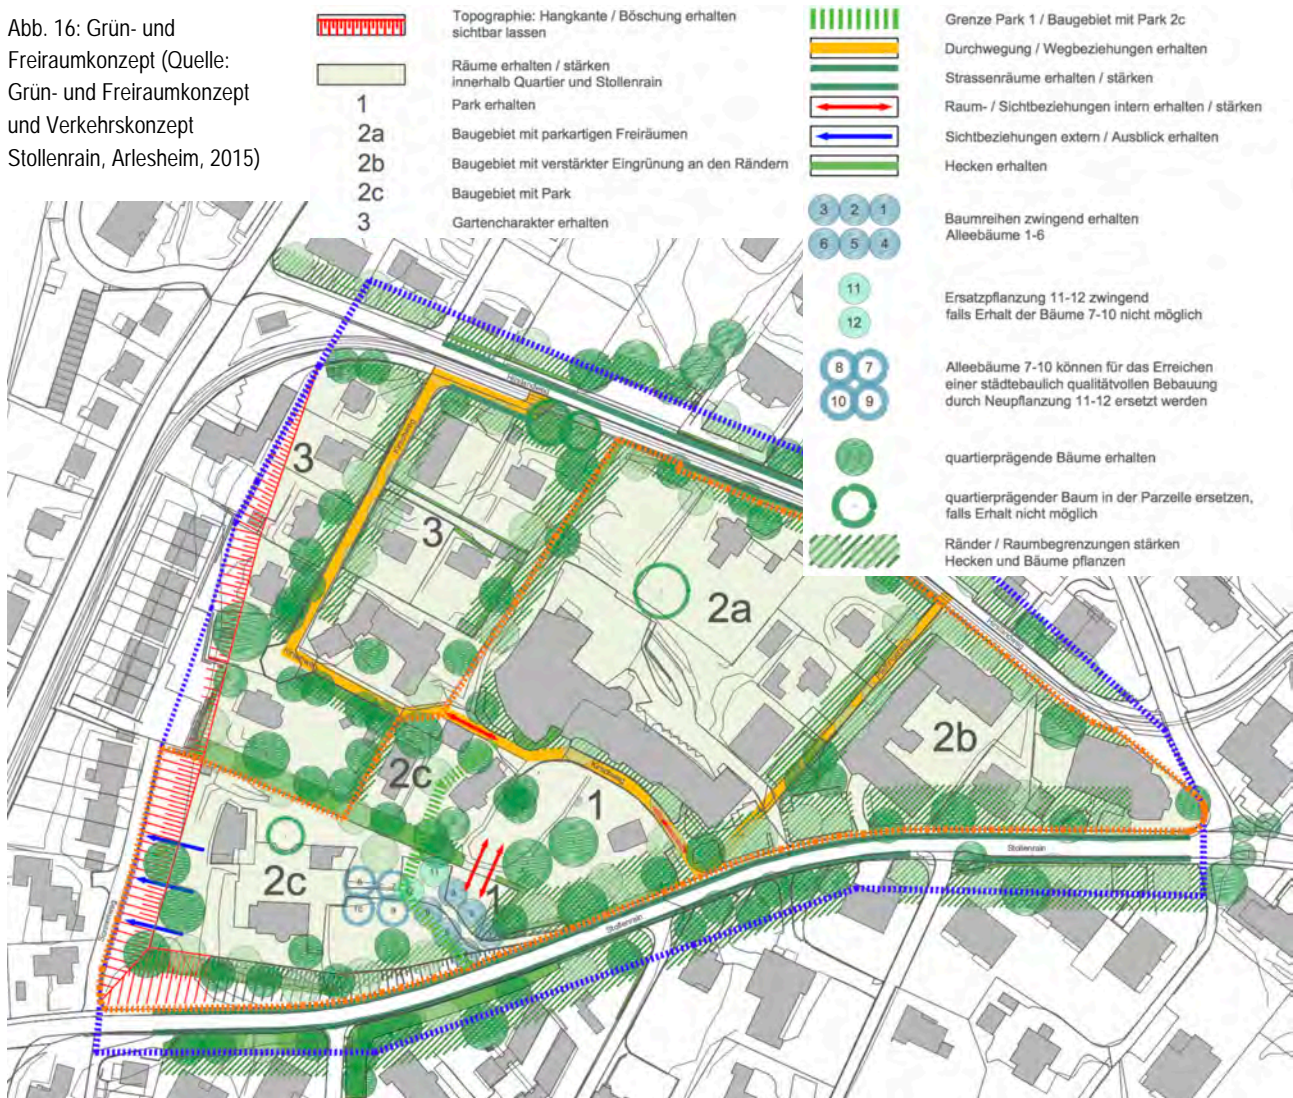 Abb. 16: Grün- und
Freiraumkonzept (Quelle:
Grün- und Freiraumkonzept
und Verkehrskonzept
Stollenrain, Arlesheim, 2015)
Topographie: Hangkante / Böschung erhalten
sichtbar lassen
Räume erhalten / stärken
innerhalb Quartier und Stollenrain
1 Park erhalten
2a Baugebiet mit parkartigen Freiräumen
2b Baugebiet mit verstärkter Eingrünung an den Rändern
2c Baugebiet mit Park
3 Gartencharakter erhalten
Grenze Park 1 / Baugebiet mit Park 2c
Durchwegung / Wegbeziehungen erhalten
Strassenräume erhalten / stärken
Raum- / Sichtbeziehungen intern erhalten / stärken
Sichtbeziehungen extern / Ausblick erhalten
Hecken erhalten
3 2 1
6 5 4
Baumreihen zwingend erhalten
Alleebäume 1-6
11
12
Ersatzpflanzung 11-12 zwingend
falls Erhalt der Bäume 7-10 nicht möglich
8 7
10 9
Alleebäume 7-10 können für das Erreichen
einer städtebaulich qualitätvollen Bebauung
durch Neupflanzung 11-12 ersetzt werden
quartierprägende Bäume erhalten
quartierprägender Baum in der Parzelle ersetzen,
falls Erhalt nicht möglich
Ränder / Raumbegrenzungen stärken
Hecken und Bäume pflanzen
3
Kirschweg
3
2a
2b
2c
Kirschweg
1
2c
1
11
10
9
Stollenrain
Stollenrain